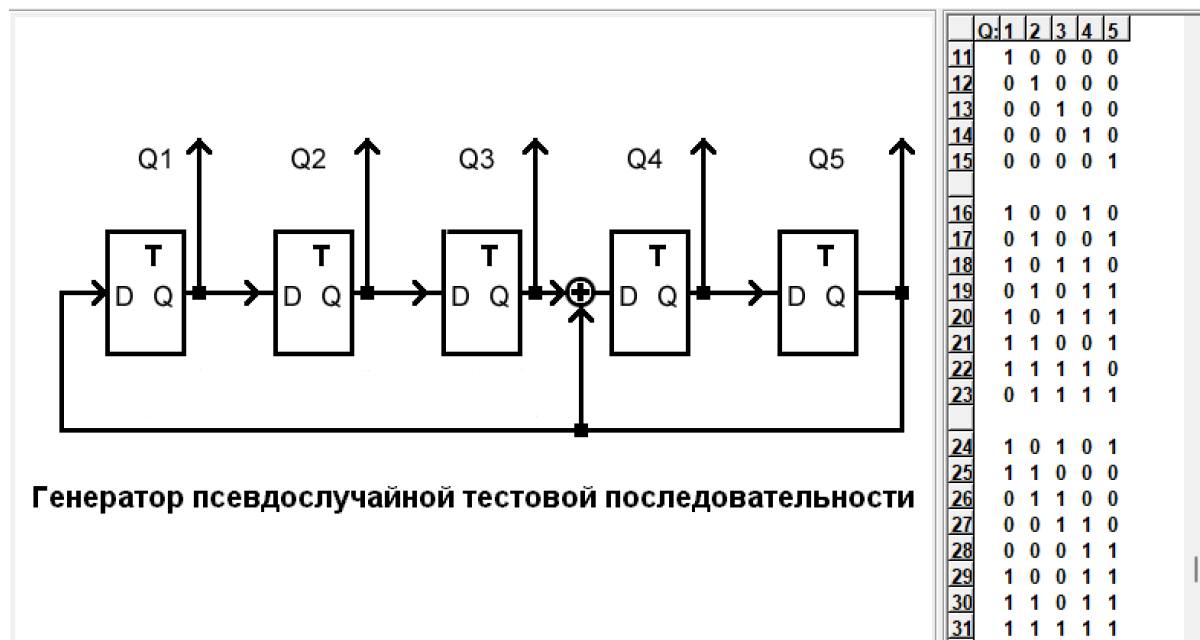 Q1 Q2 Q3 Q4 Q5
T T T T T
D Q D Q D Q D Q D Q
Генератор псевдослучайной тестовой последовательности
Q: 1 2 3 4 5
11 1 0 0 0 0
12 0 1 0 0 0
13 0 0 1 0 0
14 0 0 0 1 0
15 0 0 0 0 1
16 1 0 0 1 0
17 0 1 0 0 1
18 1 0 1 1 0
19 0 1 0 1 1
20 1 0 1 1 1
21 1 1 0 0 1
22 1 1 1 1 0
23 0 1 1 1 1
24 1 0 1 0 1
25 1 1 0 0 0
26 0 1 1 0 0
27 0 0 1 1 0
28 0 0 0 1 1
29 1 0 0 1 1
30 1 1 0 1 1
31 1 1 1 1 1